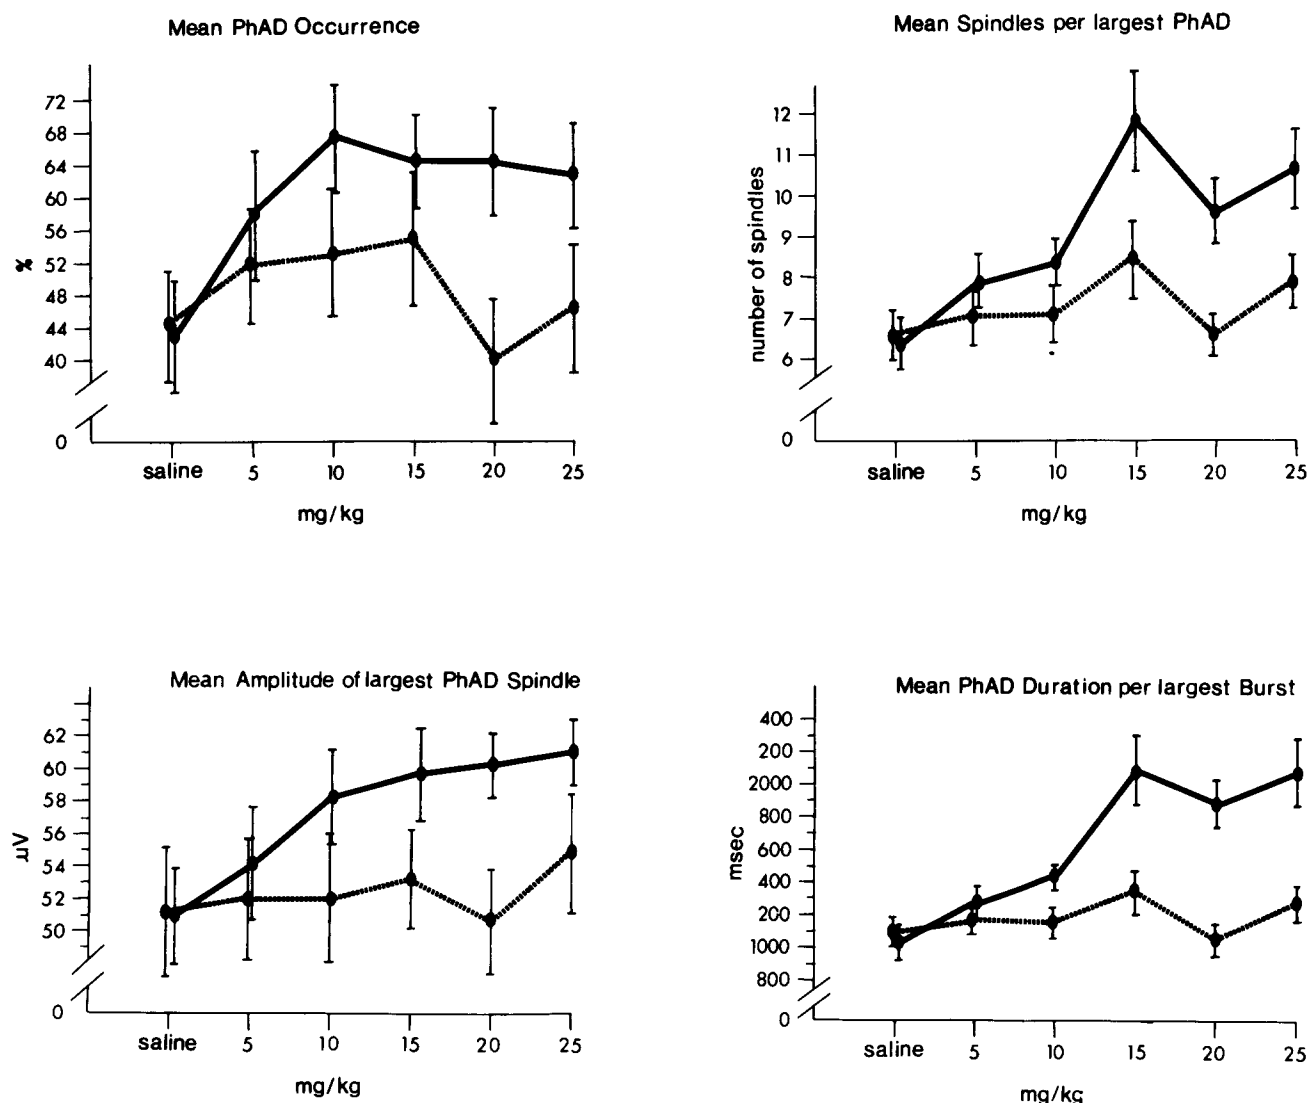 Mean PhAD Occurrence
%
72
68
64
60
56
52
48
44
40
0
saline 5 10 15 20 25
mg/kg
Mean Spindles per largest PhAD
number of spindles
12
11
10
9
8
7
6
0
saline 5 10 15 20 25
mg/kg
Mean Amplitude of largest PhAD Spindle
µV
62
60
58
56
54
52
50
0
saline 5 10 15 20 25
mg/kg
Mean PhAD Duration per largest Burst
msec
400
200
2000
800
600
400
200
1000
800
0
saline 5 10 15 20 25
mg/kg